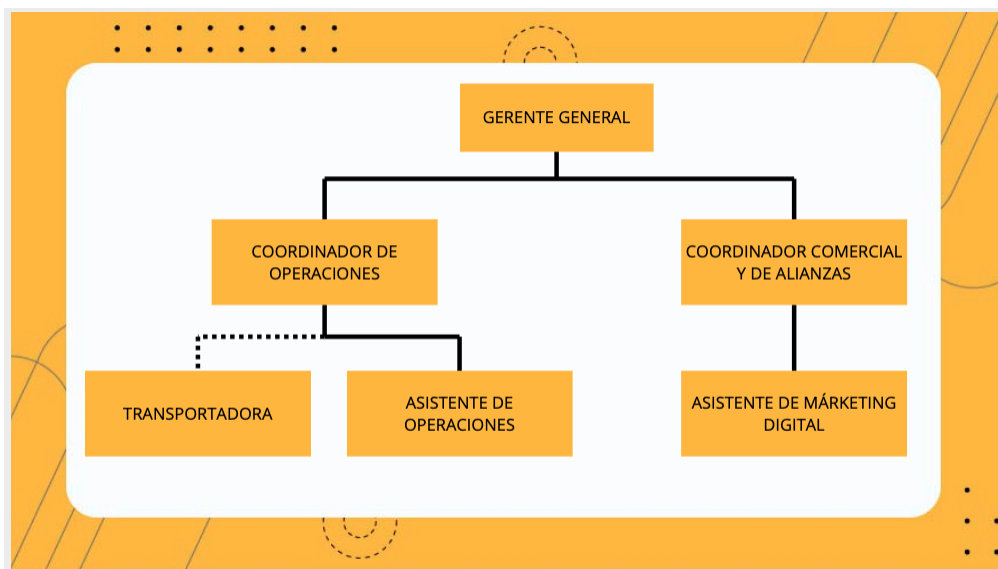 GERENTE GENERAL
COORDINADOR DE
OPERACIONES
COORDINADOR COMERCIAL
Y DE ALIANZAS
TRANSPORTADORA
ASISTENTE DE
OPERACIONES
ASISTENTE DE MÁRKETING
DIGITAL